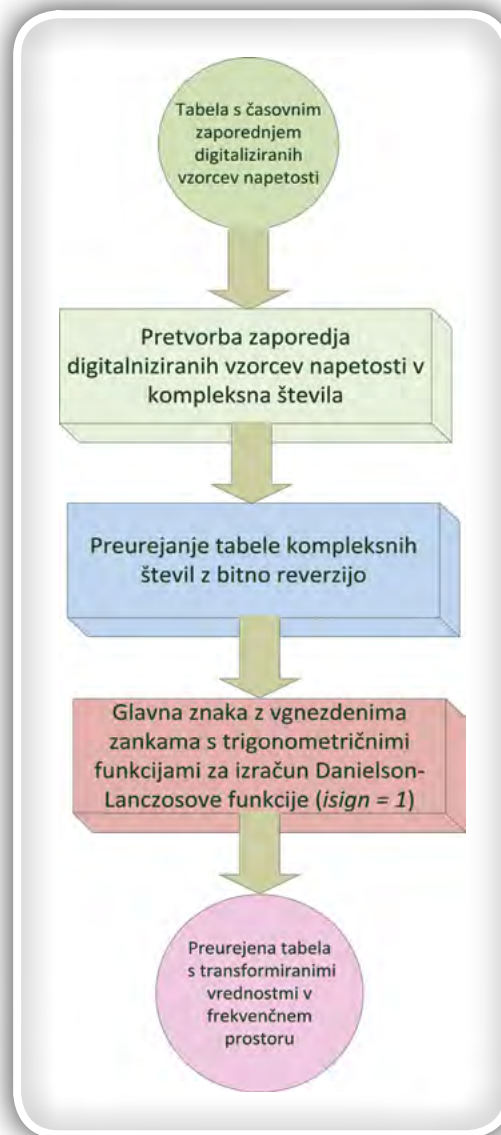 Tabela s časovnim
zaporednjem
digitaliziranih
vzorcev napetosti
Pretvorba zaporedja
digitalniziranih vzorcev napetosti v
kompleksna števila
Preurejanje tabele kompleksnih
števil z bitno reverzijo
Glavna znaka z vgnezdenima
zankama s trigonometričnimi
funkcijami za izračun Danielson-
Lanczosove funkcije (isign = 1)
Preurejena tabela
s transformiranimi
vrednostmi v
frekvenčnem
prostoru